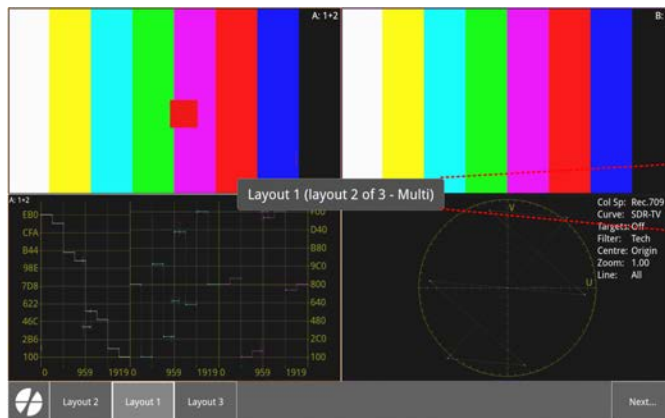 A: 1+2
B:
Layout 1 (layout 2 of 3 - Multi)
A: 1+2
EB0
CFA
B44
98E
7D8
622
46C
2B6
100
F00
D40
B80
9C0
800
640
480
2C0
100
0
959
1919
0
959
1919
0
959
1919
V
U
Col Sp: Rec.709
Curve: SDR-TV
Targets: Off
Filter: Tech
Centre: Origin
Zoom: 1.00
Line: All
Layout 2
Layout 1
Layout 3
Next...